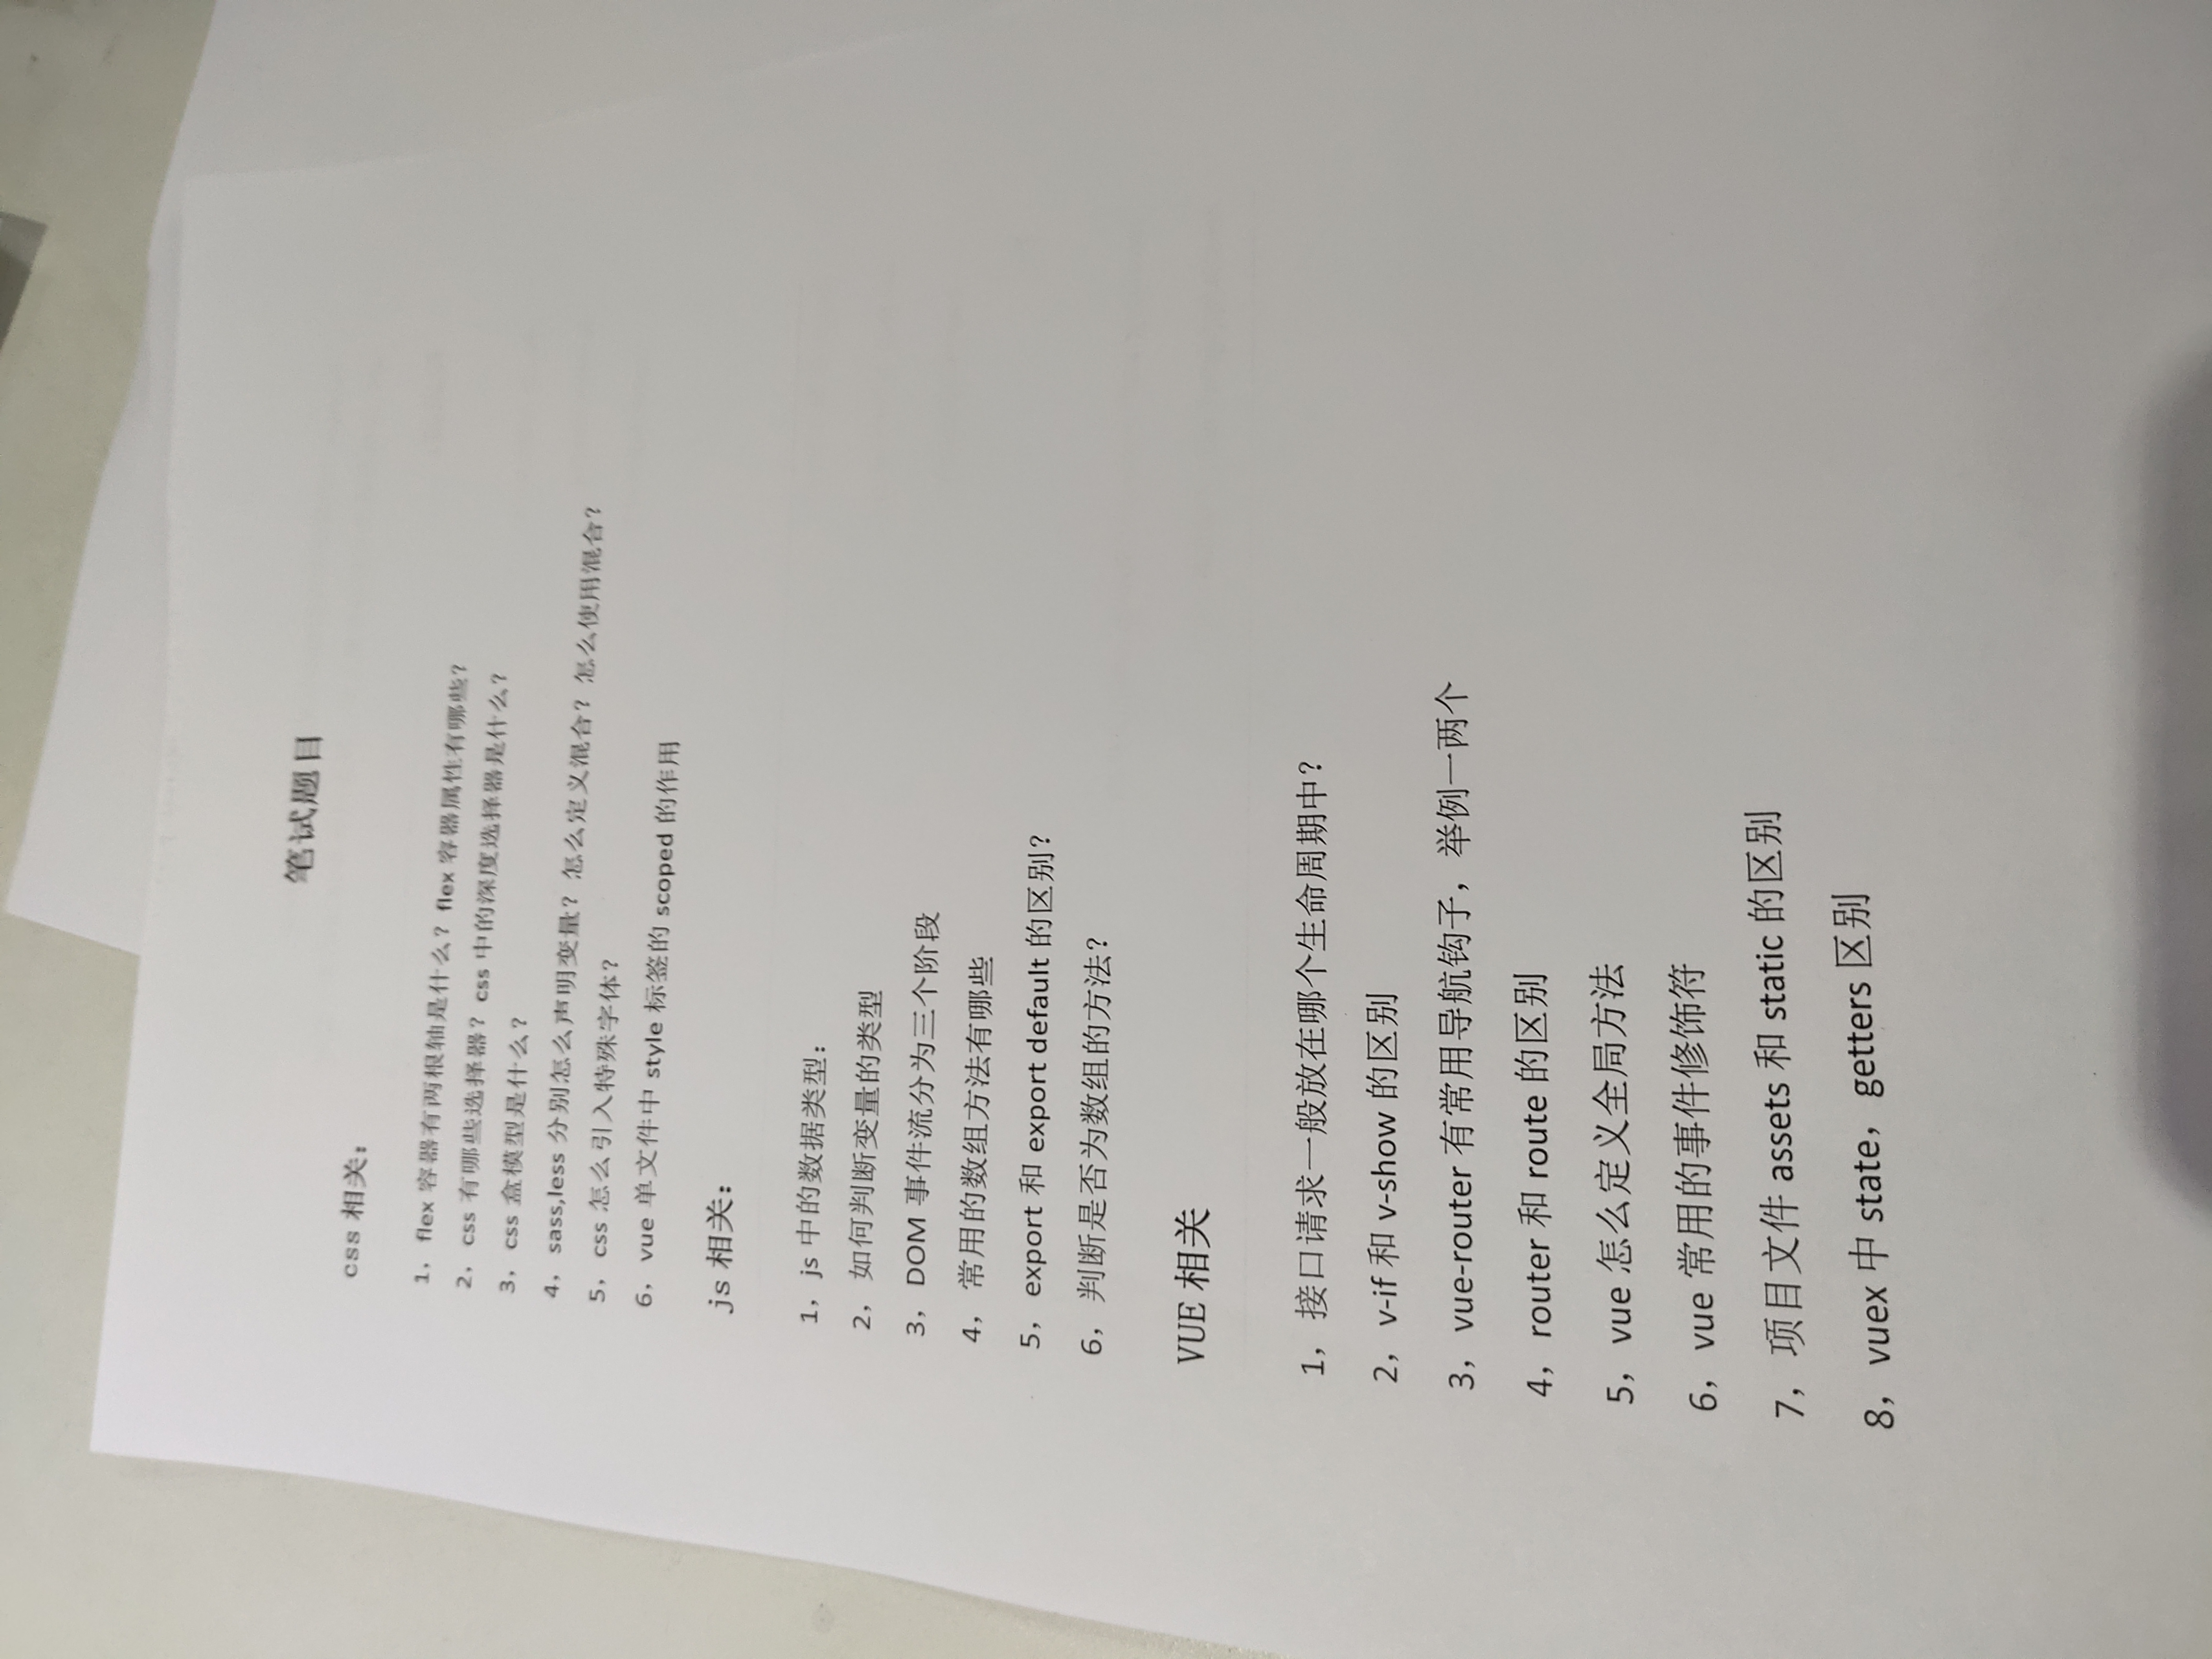 笔试题目
css 相关：
1，flex 容器有两根轴是什么？flex 容器属性有哪些？
2，css 有哪些选择器？css 中的深度选择器是什么？
3，css 盒模型是什么？
4，sass,less 分别怎么声明变量？怎么定义混合？怎么使用混合？
5，css 怎么引入特殊字体？
6，vue 单文件中 style 标签的 scoped 的作用
js 相关：
1，js 中的数据类型：
2，如何判断变量的类型
3，DOM 事件流分为三个阶段
4，常用的数组方法有哪些
5，export 和 export default 的区别？
6，判断是否为数组的方法？
VUE 相关
1，接口请求一般放在哪个生命周期中？
2，v-if 和 v-show 的区别
3，vue-router 有常用导航钩子，举例一两个
4，router 和 route 的区别
5，vue 怎么定义全局方法
6，vue 常用的事件修饰符
7，项目文件 assets 和 static 的区别
8，vuex 中 state，getters 区别